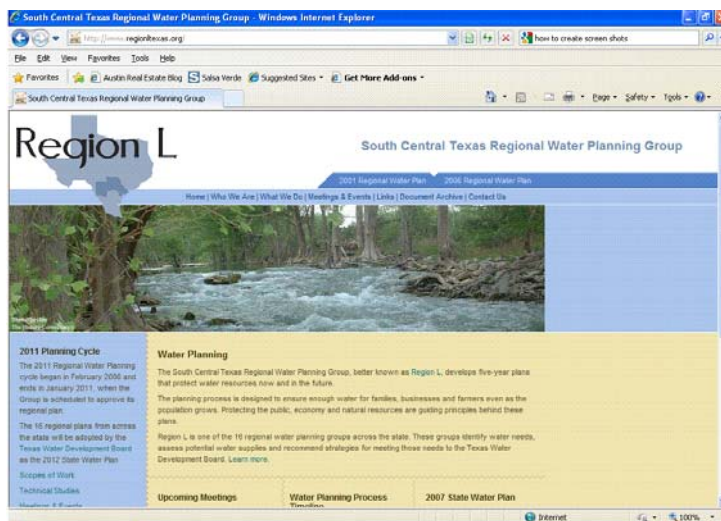 South Central Texas Regional Water Planning Group - Windows Internet Explorer
http://www.regionltexas.org/
how to create screen shots
File Edit View Favorites Tools Help
Favorites Austin Real Estate Blog Salsa Verde Suggested Sites Get More Add-ons
South Central Texas Regional Water Planning Group
Page Safety Tools
Region L
South Central Texas Regional Water Planning Group
2001 Regional Water Plan 2006 Regional Water Plan
Home | Who We Are | What We Do | Meetings & Events | Links | Document Archive | Contact Us
2011 Planning Cycle
The 2011 Regional Water Planning
cycle began in February 2006 and
ends in January 2011, when the
Group is scheduled to approve its
regional plan.
The 16 regional plans from across
the state will be adopted by the
Texas Water Development Board
as the 2012 State Water Plan
Scopes of Work
Technical Studies
Meetings & Events
Water Planning
The South Central Texas Regional Water Planning Group, better known as Region L, develops five-year plans
that protect water resources now and in the future.
The planning process is designed to ensure enough water for families, businesses and farmers even as the
population grows. Protecting the public, economy and natural resources are guiding principles behind these
plans.
Region L is one of the 16 regional water planning groups across the state. These groups identify water needs,
assess potential water supplies and recommend strategies for meeting those needs to the Texas Water
Development Board. Learn more.
Upcoming Meetings
Water Planning Process
Timeline
2007 State Water Plan
Internet
100%